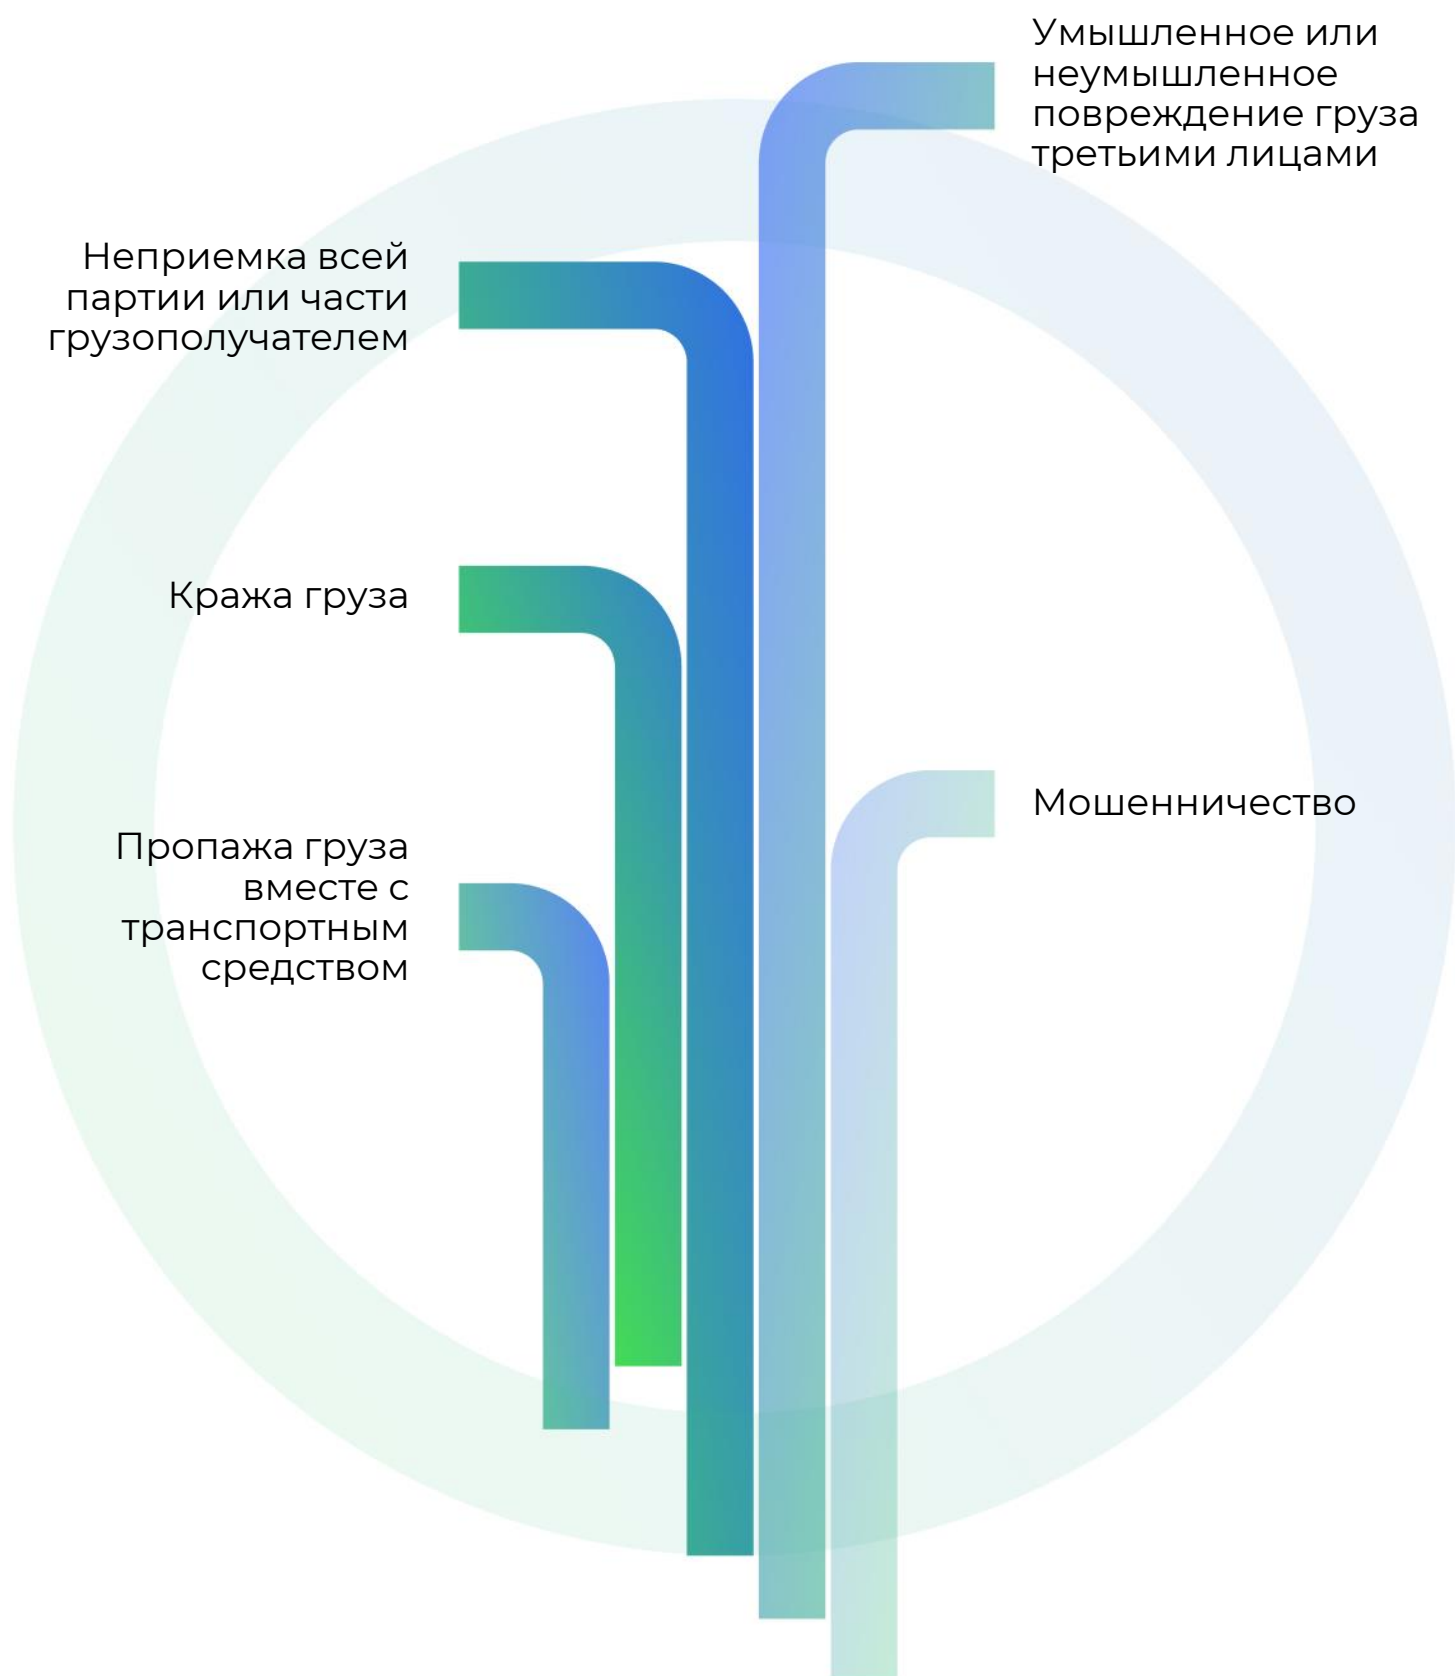 Умышленное или
неумышленное
повреждение груза
третьими лицами
Неприемка всей
партии или части
грузополучателем
Кража груза
Мошенничество
Пропажа груза
вместе с
транспортным
средством